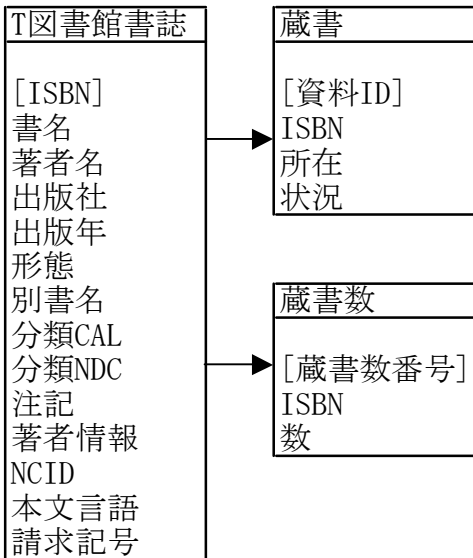 T図書館書誌
[ISBN]
書名
著者名
出版社
出版年
形態
別書名
分類CAL
分類NDC
注記
著者情報
NCID
本文言語
請求記号
蔵書
[資料ID]
ISBN
所在
状況
蔵書数
[蔵書数番号]
ISBN
数